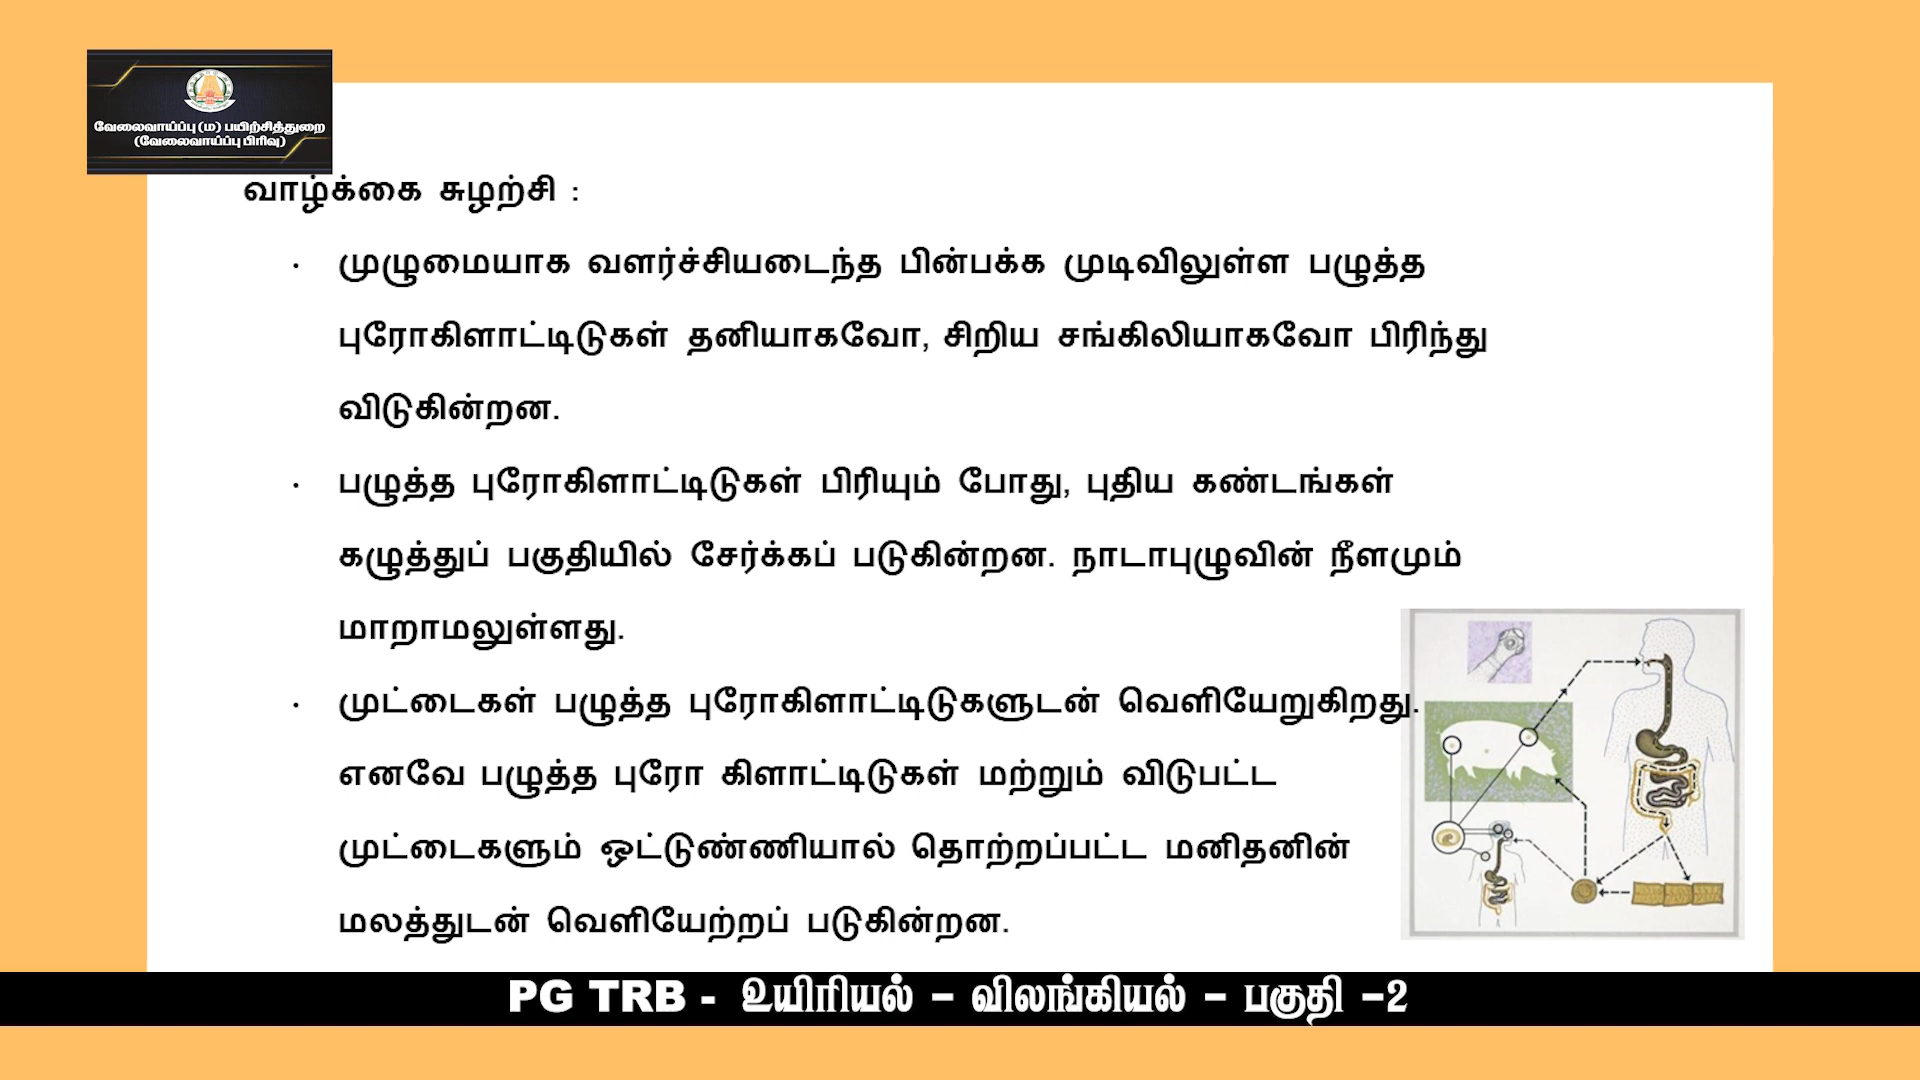 வேலைவாய்ப்பு (ம) பயிற்சித்துறை
(வேலைவாய்ப்பு பிரிவு)
வாழ்க்கை சுழற்சி :
· முழுமையாக வளர்ச்சியடைந்த பின்பக்க முடிவிலுள்ள பழுத்த
புரோகிளாட்டிடுகள் தனியாகவோ, சிறிய சங்கிலியாகவோ பிரிந்து
விடுகின்றன.
· பழுத்த புரோகிளாட்டிடுகள் பிரியும் போது, புதிய கண்டங்கள்
கழுத்துப் பகுதியில் சேர்க்கப் படுகின்றன. நாடாபுழுவின் நீளமும்
மாறாமலுள்ளது.
· முட்டைகள் பழுத்த புரோகிளாட்டிடுகளுடன் வெளியேறுகிறது.
எனவே பழுத்த புரோ கிளாட்டிடுகள் மற்றும் விடுபட்ட
முட்டைகளும் ஒட்டுண்ணியால் தொற்றப்பட்ட மனிதனின்
மலத்துடன் வெளியேற்றப் படுகின்றன.
PG TRB - உயிரியல் – விலங்கியல் – பகுதி –2